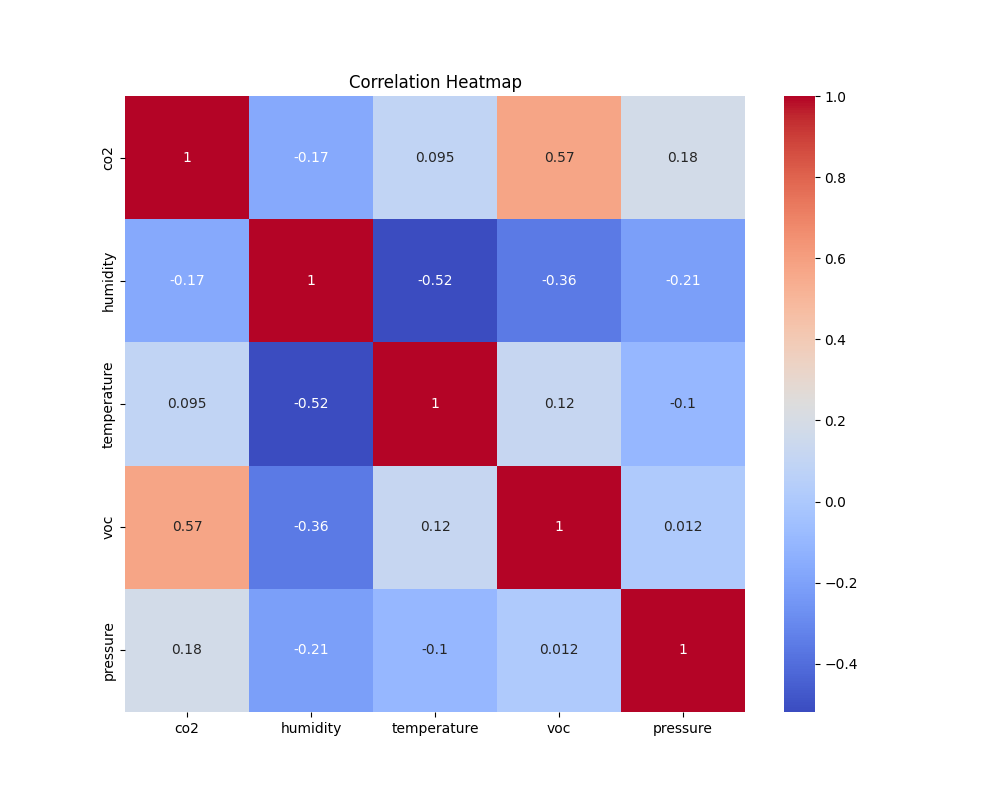 Correlation Heatmap
co2 1 -0.17 0.095 0.57 0.18
humidity -0.17 1 -0.52 -0.36 -0.21
temperature 0.095 -0.52 1 0.12 -0.1
voc 0.57 -0.36 0.12 1 0.012
pressure 0.18 -0.21 -0.1 0.012 1
co2 humidity temperature voc pressure
1.0
0.8
0.6
0.4
0.2
0.0
−0.2
−0.4